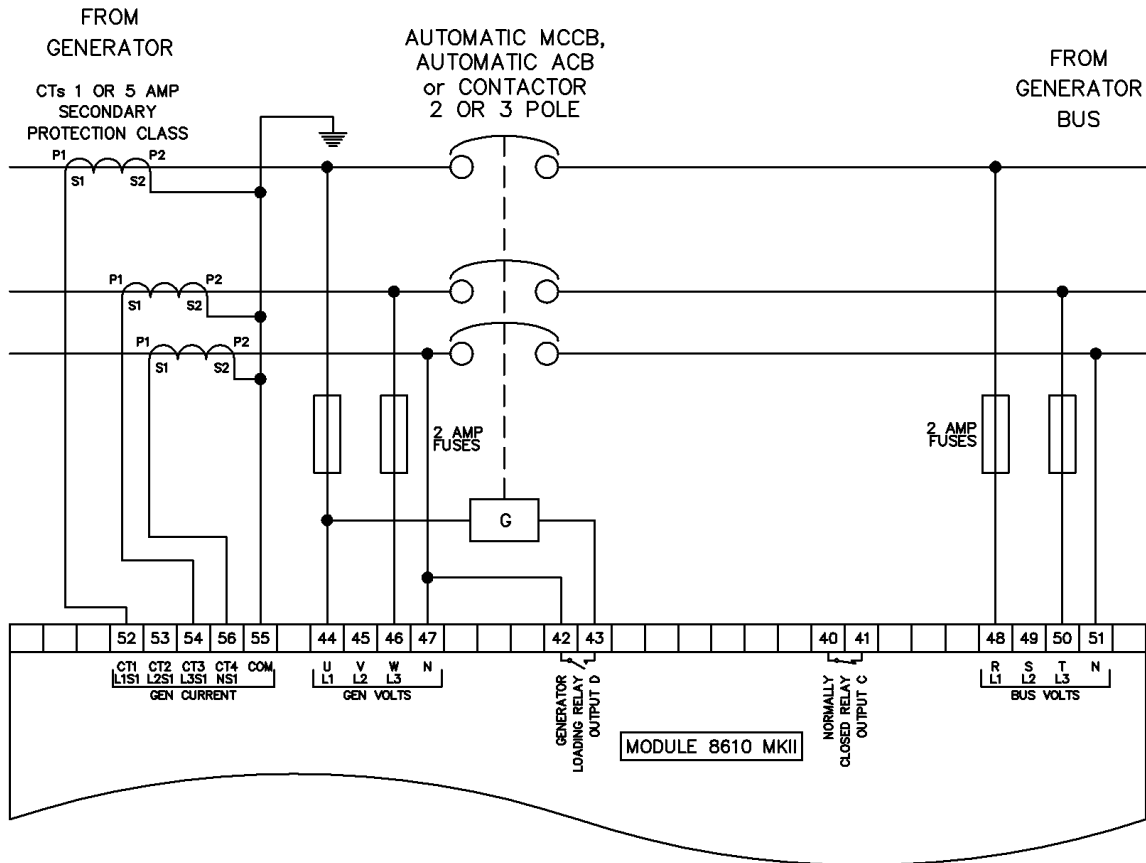 FROM
GENERATOR
CTs 1 OR 5 AMP
SECONDARY
PROTECTION CLASS
AUTOMATIC MCCB,
AUTOMATIC ACB
or CONTACTOR
2 OR 3 POLE
FROM
GENERATOR
BUS
P1 P2
S1 S2
P1 P2
S1 S2
P1 P2
S1 S2
2 AMP
FUSES
2 AMP
FUSES
G
52 53 54 56 55 44 45 46 47 42 43 40 41 48 49 50 51
CT1 CT2 CT3 CT4 COM
L1S1 L2S1 L3S1 NS1
GEN CURRENT
U V W N
L1 L2 L3
GEN VOLTS
GENERATOR
LOADING RELAY
OUTPUT D
MODULE 8610 MKII
NORMALLY
CLOSED RELAY
OUTPUT C
R S T N
L1 L2 L3
BUS VOLTS